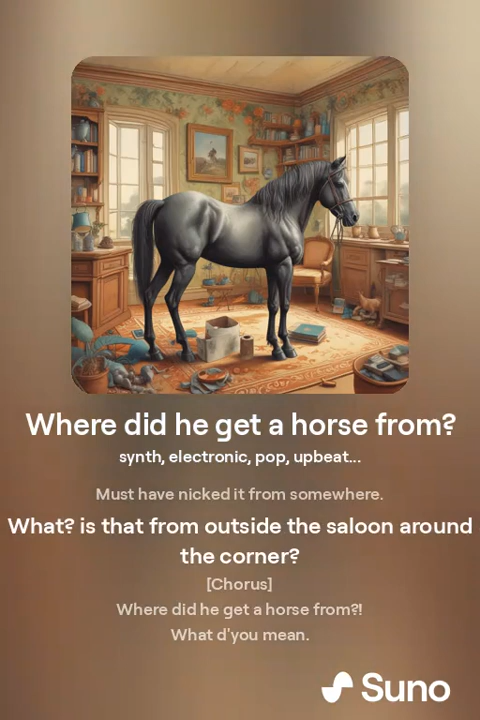 Where did he get a horse from?
synth, electronic, pop, upbeat...
Must have nicked it from somewhere.
What? is that from outside the saloon around
the corner?
[Chorus]
Where did he get a horse from?!
What d'you mean.
Suno